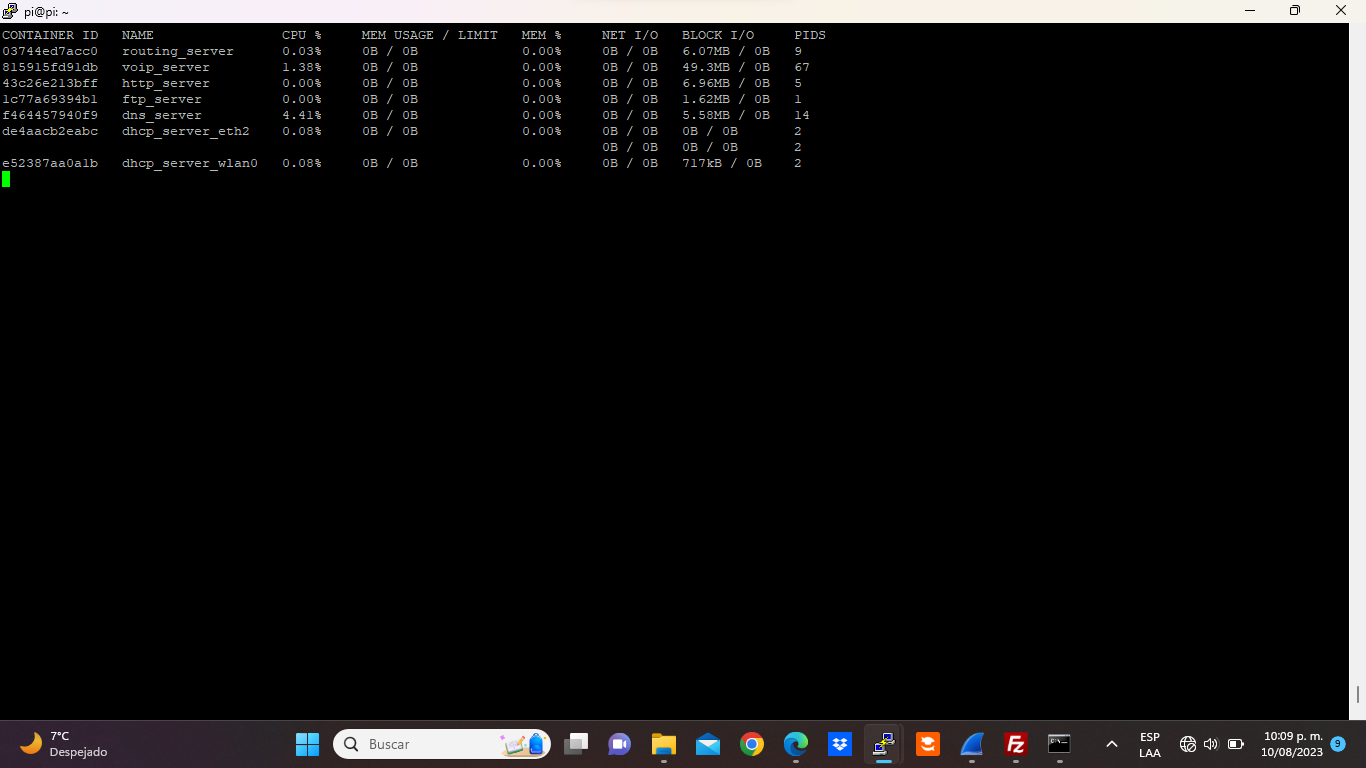 pi@pi: ~
CONTAINER ID NAME CPU % MEM USAGE / LIMIT MEM % NET I/O BLOCK I/O PIDS
03744ed7acc0 routing_server 0.03% 0B / 0B 0.00% 0B / 0B 6.07MB / 0B 9
815915fd91db voip_server 1.38% 0B / 0B 0.00% 0B / 0B 49.3MB / 0B 67
43c26e213bff http_server 0.00% 0B / 0B 0.00% 0B / 0B 6.96MB / 0B 5
1c77a69394b1 ftp_server 0.00% 0B / 0B 0.00% 0B / 0B 1.62MB / 0B 1
f464457940f9 dns_server 4.41% 0B / 0B 0.00% 0B / 0B 5.58MB / 0B 14
de4aacb2eabc dhcp_server_eth2 0.08% 0B / 0B 0.00% 0B / 0B 0B / 0B 2
0B / 0B 0B / 0B 2
e52387aa0a1b dhcp_server_wlan0 0.08% 0B / 0B 0.00% 0B / 0B 717kB / 0B 2
7°C
Despejado
Buscar
Fz
ESP
LAA
10:09 p. m.
10/08/2023
9